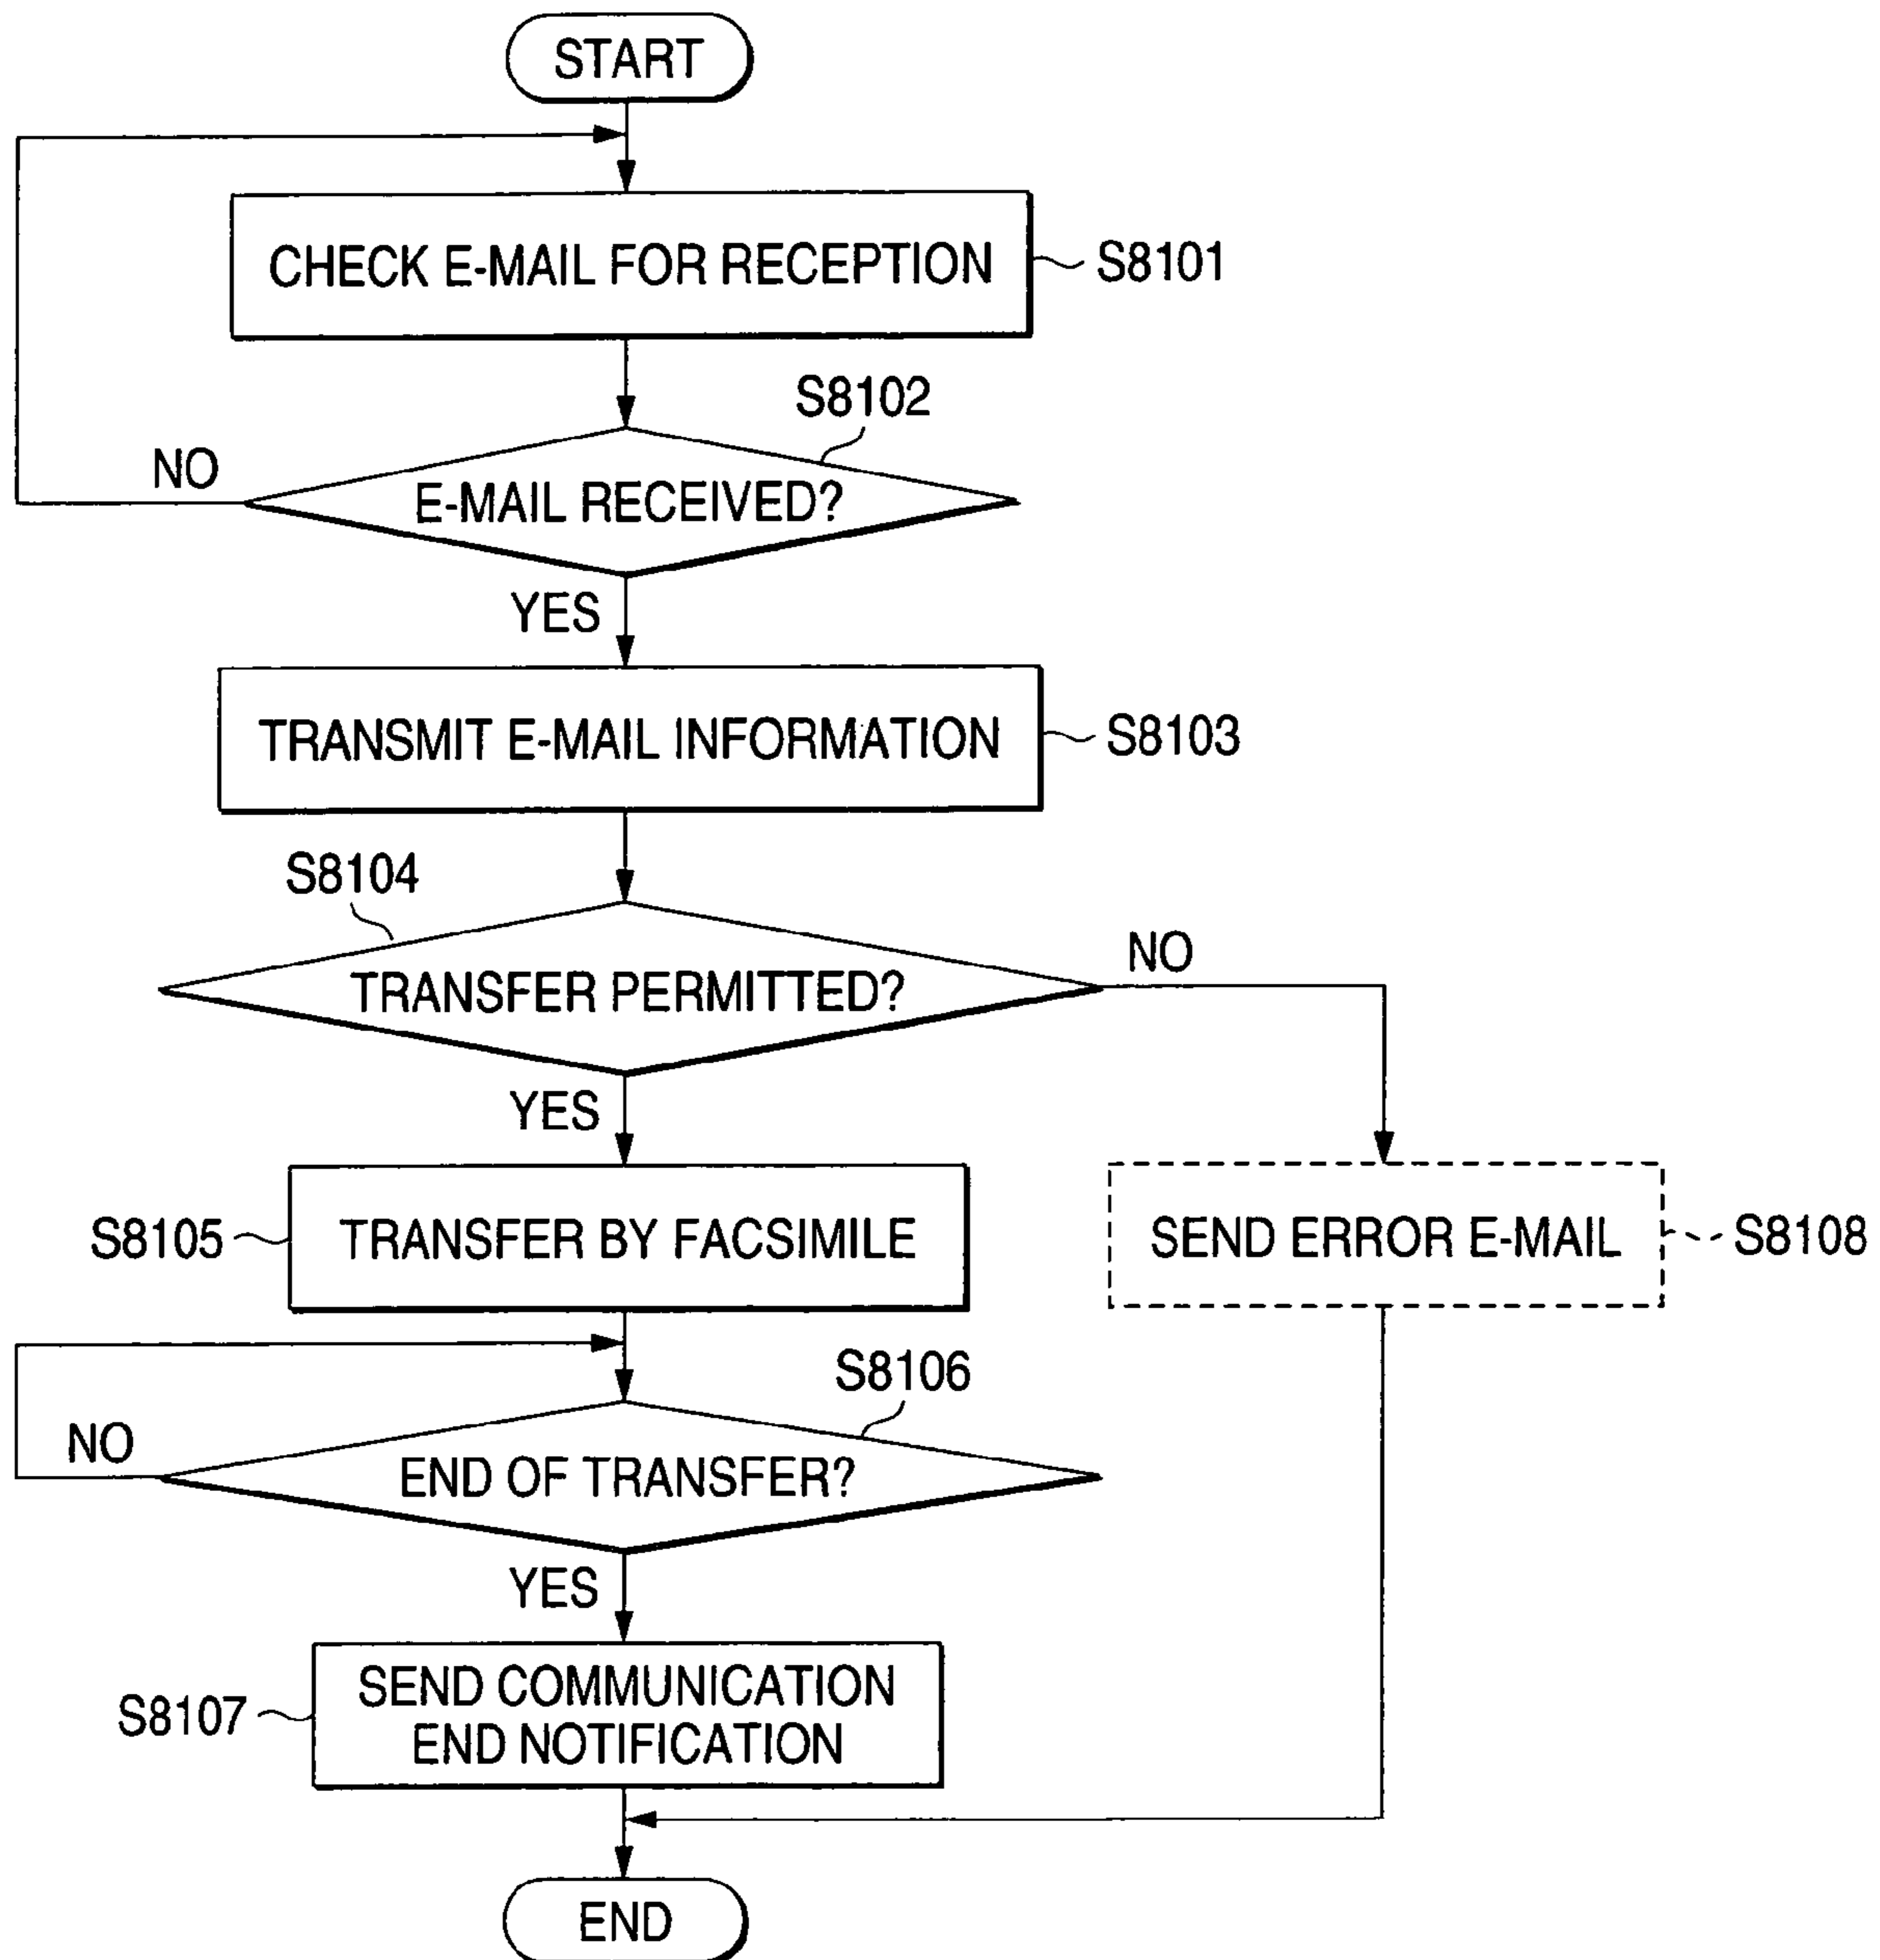 START
CHECK E-MAIL FOR RECEPTION
S8101
S8102
NO
E-MAIL RECEIVED?
YES
TRANSMIT E-MAIL INFORMATION
S8103
S8104
NO
TRANSFER PERMITTED?
YES
S8105
TRANSFER BY FACSIMILE
SEND ERROR E-MAIL
S8108
S8106
NO
END OF TRANSFER?
YES
S8107
SEND COMMUNICATION
END NOTIFICATION
END